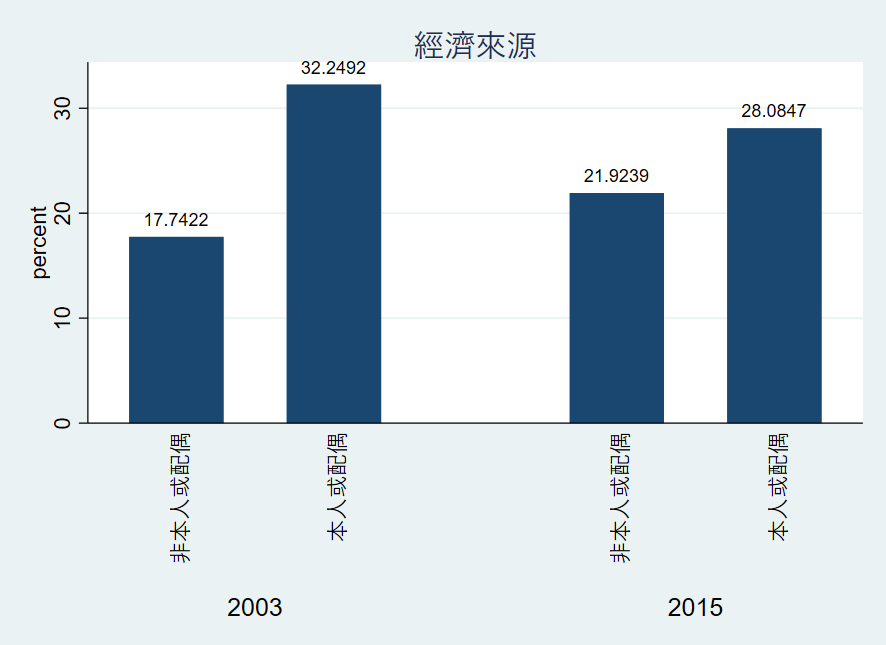 經濟來源
32.2492
28.0847
21.9239
17.7422
percent
30
20
10
0
非本人或配偶
本人或配偶
非本人或配偶
本人或配偶
2003
2015